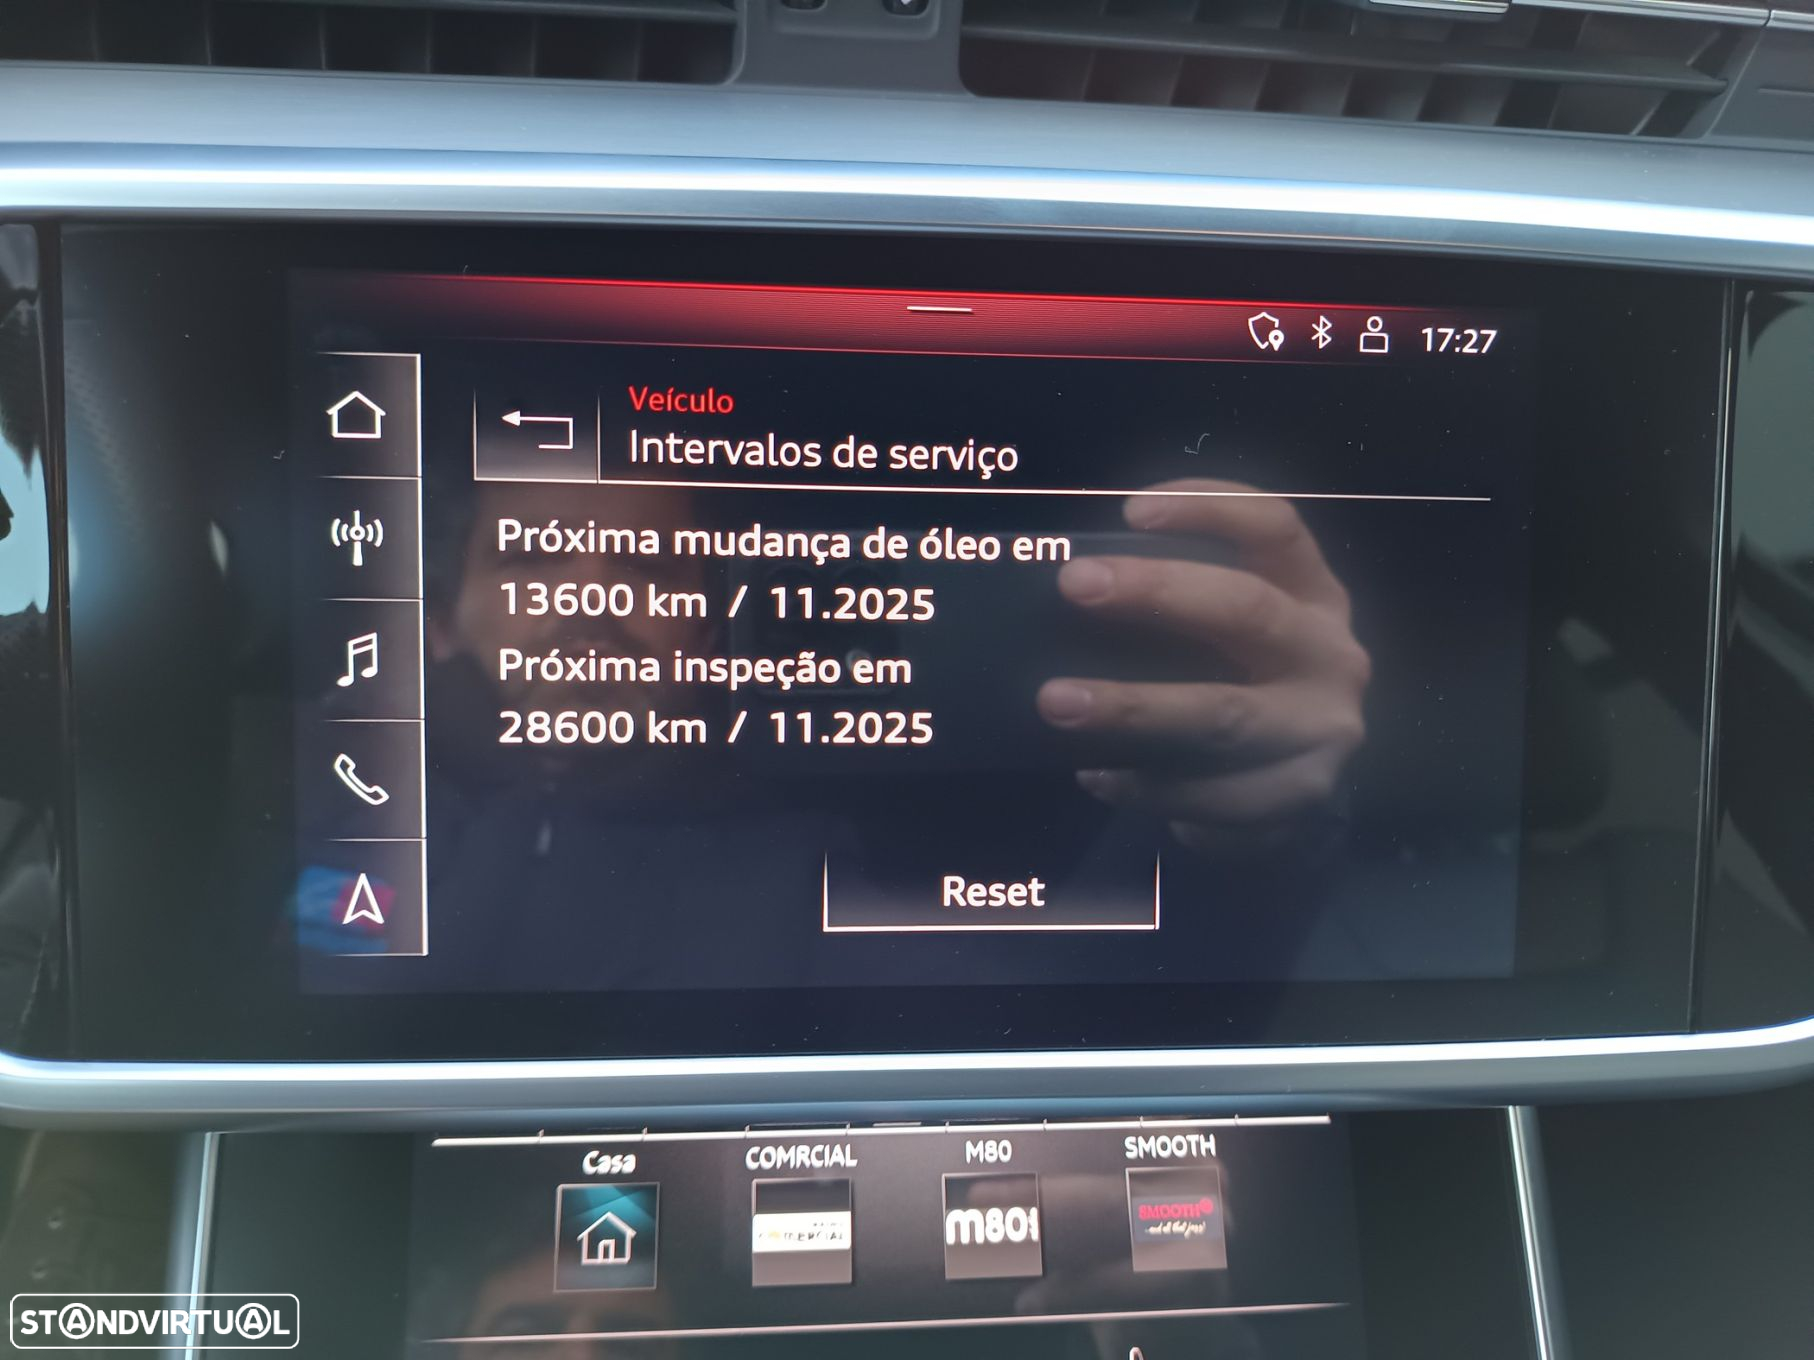 17:27
Veículo
Intervalos de serviço
Próxima mudança de óleo em
13600 km / 11.2025
Próxima inspeção em
28600 km / 11.2025
Reset
Casa
COMRCIAL
M80
SMOOTH
m80
SMOOTH
STANDVIRTUAL